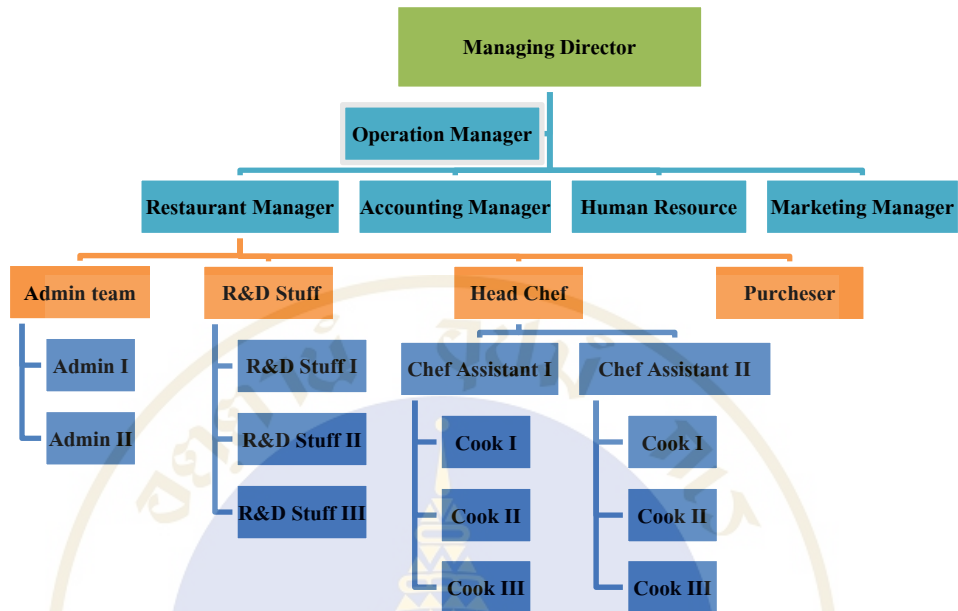 Managing Director
Operation Manager
Restaurant Manager
Accounting Manager
Human Resource
Marketing Manager
Admin team
R&D Stuff
Head Chef
Purcheser
Admin I
R&D Stuff I
Chef Assistant I
Chef Assistant II
Admin II
R&D Stuff II
Cook I
Cook I
R&D Stuff III
Cook II
Cook II
Cook III
Cook III